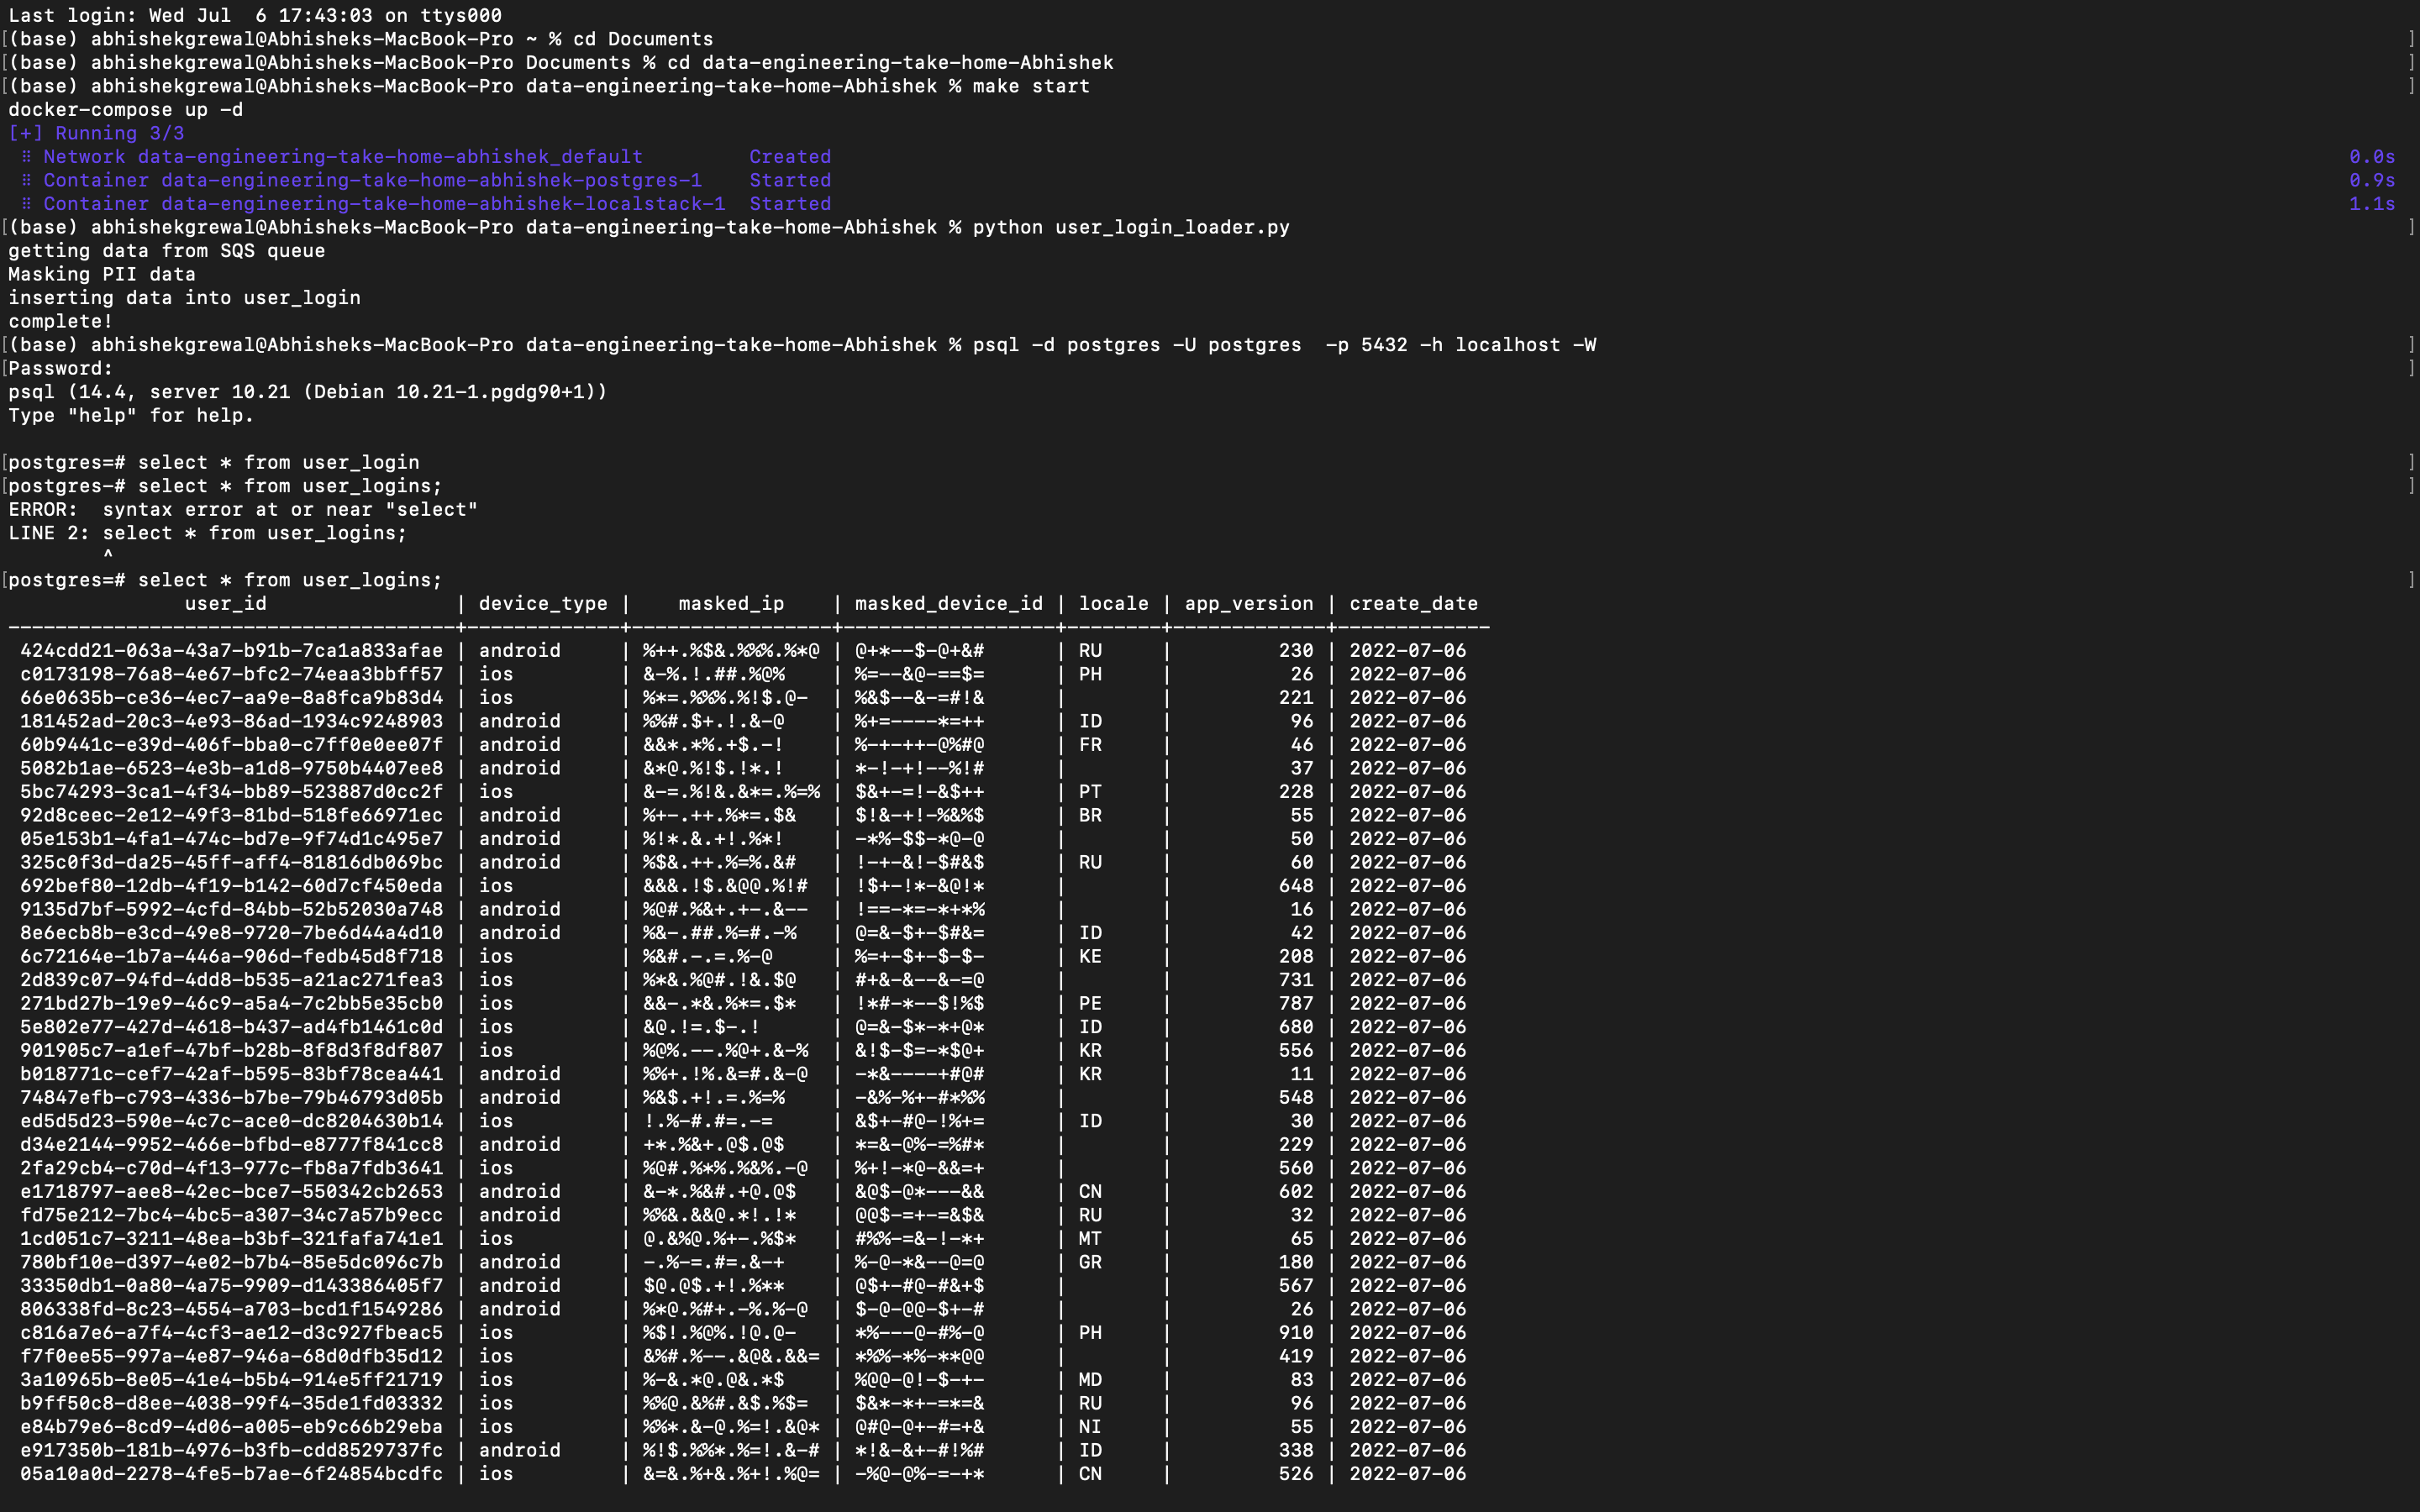 Last login: Wed Jul  6 17:43:03 on ttys000
[(base) abhishekgrewal@Abhisheks-MacBook-Pro ~ % cd Documents ]
[(base) abhishekgrewal@Abhisheks-MacBook-Pro Documents % cd data-engineering-take-home-Abhishek ]
[(base) abhishekgrewal@Abhisheks-MacBook-Pro data-engineering-take-home-Abhishek % make start ]
docker-compose up -d
[+] Running 3/3
⠿ Network data-engineering-take-home-abhishek_default         Created 0.0s
⠿ Container data-engineering-take-home-abhishek-postgres-1    Started 0.9s
⠿ Container data-engineering-take-home-abhishek-localstack-1  Started 1.1s
[(base) abhishekgrewal@Abhisheks-MacBook-Pro data-engineering-take-home-Abhishek % python user_login_loader.py ]
getting data from SQS queue
Masking PII data
inserting data into user_login
complete!
[(base) abhishekgrewal@Abhisheks-MacBook-Pro data-engineering-take-home-Abhishek % psql -d postgres -U postgres  -p 5432 -h localhost -W ]
[Password: ]
psql (14.4, server 10.21 (Debian 10.21-1.pgdg90+1))
Type "help" for help.
[postgres=# select * from user_login ]
[postgres-# select * from user_logins; ]
ERROR:  syntax error at or near "select"
LINE 2: select * from user_logins;
^
[postgres=# select * from user_logins; ]
user_id | device_type | masked_ip | masked_device_id | locale | app_version | create_date
--------------------------------------+-------------+-----------------+------------------+--------+-------------+-------------
424cdd21-063a-43a7-b91b-7ca1a833afae | android | %++.%$&.%%%.%*@ | @+*--$-@+&# | RU | 230 | 2022-07-06
c0173198-76a8-4e67-bfc2-74eaa3bbff57 | ios | &-%.!.##.%@% | %=--&@-==$= | PH | 26 | 2022-07-06
66e0635b-ce36-4ec7-aa9e-8a8fca9b83d4 | ios | %*=.%%%.%!$.@- | %&$--&-=#!& | | 221 | 2022-07-06
181452ad-20c3-4e93-86ad-1934c9248903 | android | %%#.$+.!.&-@ | %+=----*=++ | ID | 96 | 2022-07-06
60b9441c-e39d-406f-bba0-c7ff0e0ee07f | android | &&*.*%.+$.-! | %-+-++-@%#@ | FR | 46 | 2022-07-06
5082b1ae-6523-4e3b-a1d8-9750b4407ee8 | android | &*@.%!$.!*.! | *-!-+!--%!# | | 37 | 2022-07-06
5bc74293-3ca1-4f34-bb89-523887d0cc2f | ios | &-=.%!&.&*=.%=% | $&+-=!-&$++ | PT | 228 | 2022-07-06
92d8ceec-2e12-49f3-81bd-518fe66971ec | android | %+-.++.%*=.$& | $!&-+!-%&%$ | BR | 55 | 2022-07-06
05e153b1-4fa1-474c-bd7e-9f74d1c495e7 | android | %!*.&.+!.%*! | -*%-$$-*@-@ | | 50 | 2022-07-06
325c0f3d-da25-45ff-aff4-81816db069bc | android | %$&.++.%=%.&# | !-+-&!-$#&$ | RU | 60 | 2022-07-06
692bef80-12db-4f19-b142-60d7cf450eda | ios | &&&.!$.&@@.%!# | !$+-!*-&@!* | | 648 | 2022-07-06
9135d7bf-5992-4cfd-84bb-52b52030a748 | android | %@#.%&+.+-.&-- | !==-*=-*+*% | | 16 | 2022-07-06
8e6ecb8b-e3cd-49e8-9720-7be6d44a4d10 | android | %&-.##.%=#.-% | @=&-$+-$#&= | ID | 42 | 2022-07-06
6c72164e-1b7a-446a-906d-fedb45d8f718 | ios | %&#.-.=.%-@ | %=+-$+-$-$- | KE | 208 | 2022-07-06
2d839c07-94fd-4dd8-b535-a21ac271fea3 | ios | %*&.%@#.!&.$@ | #+&-&--&-=@ | | 731 | 2022-07-06
271bd27b-19e9-46c9-a5a4-7c2bb5e35cb0 | ios | &&-.*&.%*=.$* | !*#-*--$!%$ | PE | 787 | 2022-07-06
5e802e77-427d-4618-b437-ad4fb1461c0d | ios | &@.!=.$-.! | @=&-$*-*+@* | ID | 680 | 2022-07-06
901905c7-a1ef-47bf-b28b-8f8d3f8df807 | ios | %@%.--.%@+.&-% | &!$-$=-*$@+ | KR | 556 | 2022-07-06
b018771c-cef7-42af-b595-83bf78cea441 | android | %%+.!%.&=#.&-@ | -*&----+#@# | KR | 11 | 2022-07-06
74847efb-c793-4336-b7be-79b46793d05b | android | %&$.+!.=.%=% | -&%-%+-#*%% | | 548 | 2022-07-06
ed5d5d23-590e-4c7c-ace0-dc8204630b14 | ios | !.%-#.#=.-= | &$+-#@-!%+= | ID | 30 | 2022-07-06
d34e2144-9952-466e-bfbd-e8777f841cc8 | android | +*.%&+.@$.@$ | *=&-@%-=%#* | | 229 | 2022-07-06
2fa29cb4-c70d-4f13-977c-fb8a7fdb3641 | ios | %@#.%*%.%&%.-@ | %+!-*@-&&=+ | | 560 | 2022-07-06
e1718797-aee8-42ec-bce7-550342cb2653 | android | &-*.%&#.+@.@$ | &@$-@*---&& | CN | 602 | 2022-07-06
fd75e212-7bc4-4bc5-a307-34c7a57b9ecc | android | %%&.&&@.*!.!* | @@$-=+-=&$& | RU | 32 | 2022-07-06
1cd051c7-3211-48ea-b3bf-321fafa741e1 | ios | @.&%@.%+-.%$* | #%%-=&-!-*+ | MT | 65 | 2022-07-06
780bf10e-d397-4e02-b7b4-85e5dc096c7b | android | -.%-=.#=.&-+ | %-@-*&--@=@ | GR | 180 | 2022-07-06
33350db1-0a80-4a75-9909-d143386405f7 | android | $@.@$.+!.%** | @$+-#@-#&+$ | | 567 | 2022-07-06
806338fd-8c23-4554-a703-bcd1f1549286 | android | %*@.%#+.-%.%-@ | $-@-@@-$+-# | | 26 | 2022-07-06
c816a7e6-a7f4-4cf3-ae12-d3c927fbeac5 | ios | %$!.%@%.!@.@- | *%---@-#%-@ | PH | 910 | 2022-07-06
f7f0ee55-997a-4e87-946a-68d0dfb35d12 | ios | &%#.%--.&@&.&&= | *%%-*%-**@@ | | 419 | 2022-07-06
3a10965b-8e05-41e4-b5b4-914e5ff21719 | ios | %-&.*@.@&.*$ | %@@-@!-$-+- | MD | 83 | 2022-07-06
b9ff50c8-d8ee-4038-99f4-35de1fd03332 | ios | %%@.&%#.&$.%$= | $&*-*+-=*=& | RU | 96 | 2022-07-06
e84b79e6-8cd9-4d06-a005-eb9c66b29eba | ios | %%*.&-@.%=!.&@* | @#@-@+-#=+& | NI | 55 | 2022-07-06
e917350b-181b-4976-b3fb-cdd8529737fc | android | %!$.%%*.%=!.&-# | *!&-&+-#!%# | ID | 338 | 2022-07-06
05a10a0d-2278-4fe5-b7ae-6f24854bcdfc | ios | &=&.%+&.%+!.%@= | -%@-@%-=-+* | CN | 526 | 2022-07-06